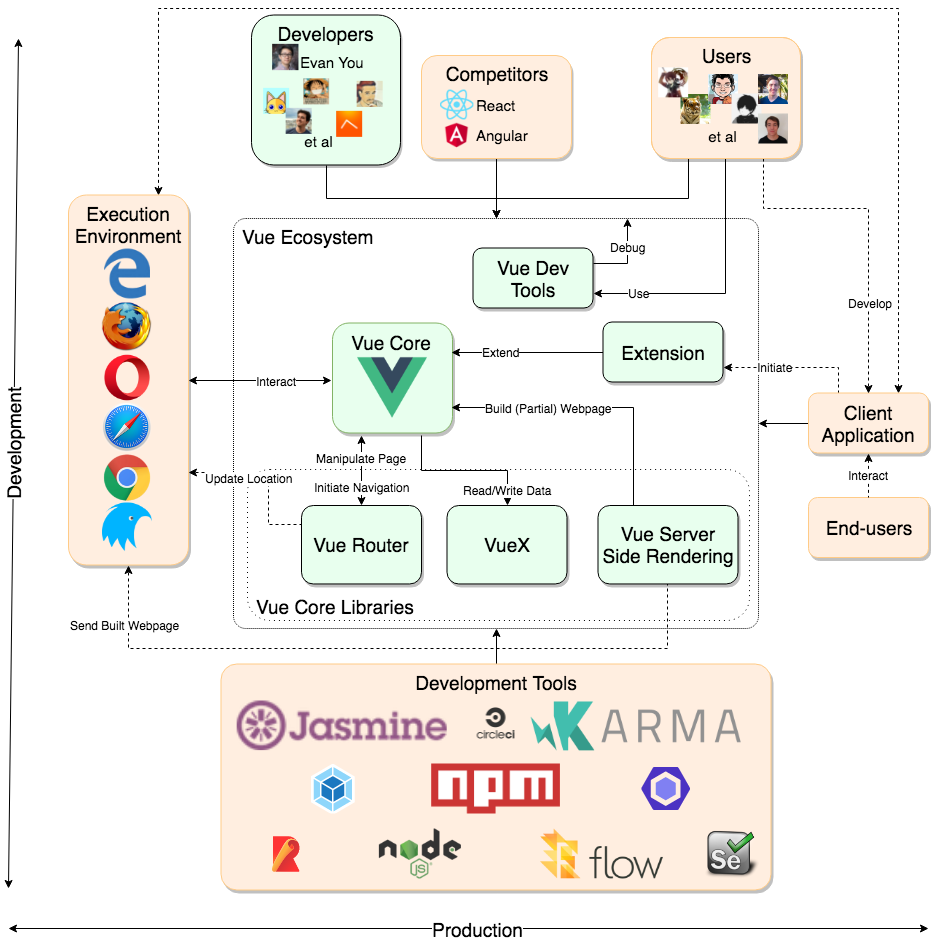 Developers
Evan You
et al
Competitors
React
Angular
Users
et al
Execution
Environment
Vue Ecosystem
Debug
Vue Dev
Tools
Use
Develop
Vue Core
Extend
Extension
Initiate
Interact
Build (Partial) Webpage
Client
Application
Development
Manipulate Page
Update Location
Initiate Navigation
Read/Write Data
Interact
Vue Router
VueX
Vue Server
Side Rendering
End-users
Vue Core Libraries
Send Built Webpage
Development Tools
Jasmine
circleci
KARMA
npm
node
JS
flow
Se
Production